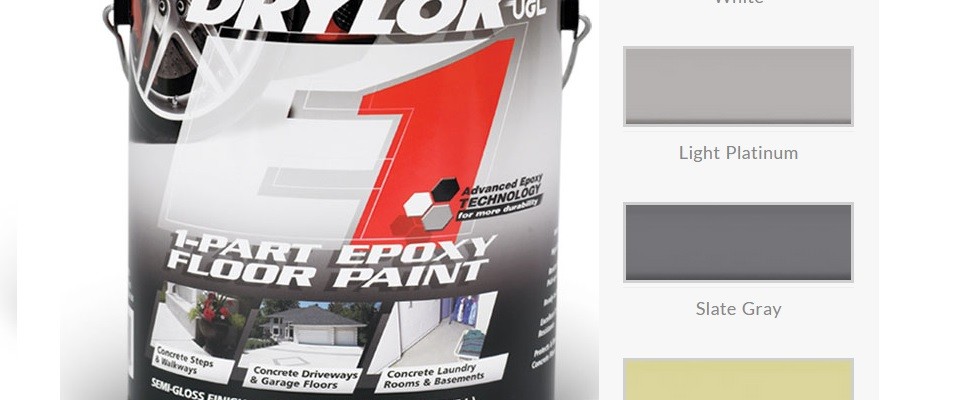 DRYLOK
UGL
E1
Advanced Epoxy
TECHNOLOGY
for more durability
1-PART EPOXY
FLOOR PAINT
Concrete Steps
& Walkways
Concrete Driveways
& Garage Floors
Concrete Laundry
Rooms & Basements
SEMI-GLOSS FINISH
White
Light Platinum
Slate Gray